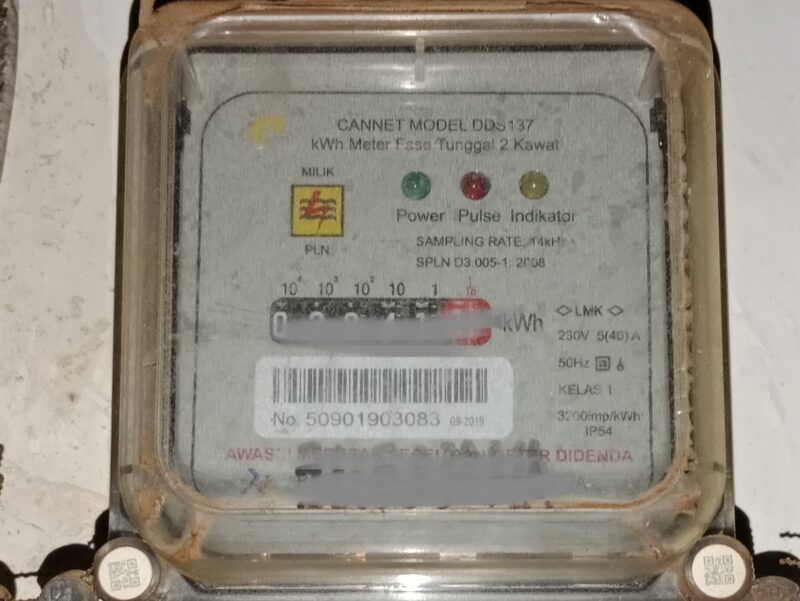 CANNET MODEL DDS137
kWh Meter Fase Tunggal 2 Kawat
MILIK
PLN
Power Pulse Indikator
SAMPLING RATE: 14kHz
SPLN D3.005-1: 2008
10⁴ 10³ 10² 10 1 1/10
kWh
LMK
230V 5(40)A
50Hz
KELAS 1
3200imp/kWh
IP54
No. 50901903083 09-2019
METER DIDENDA